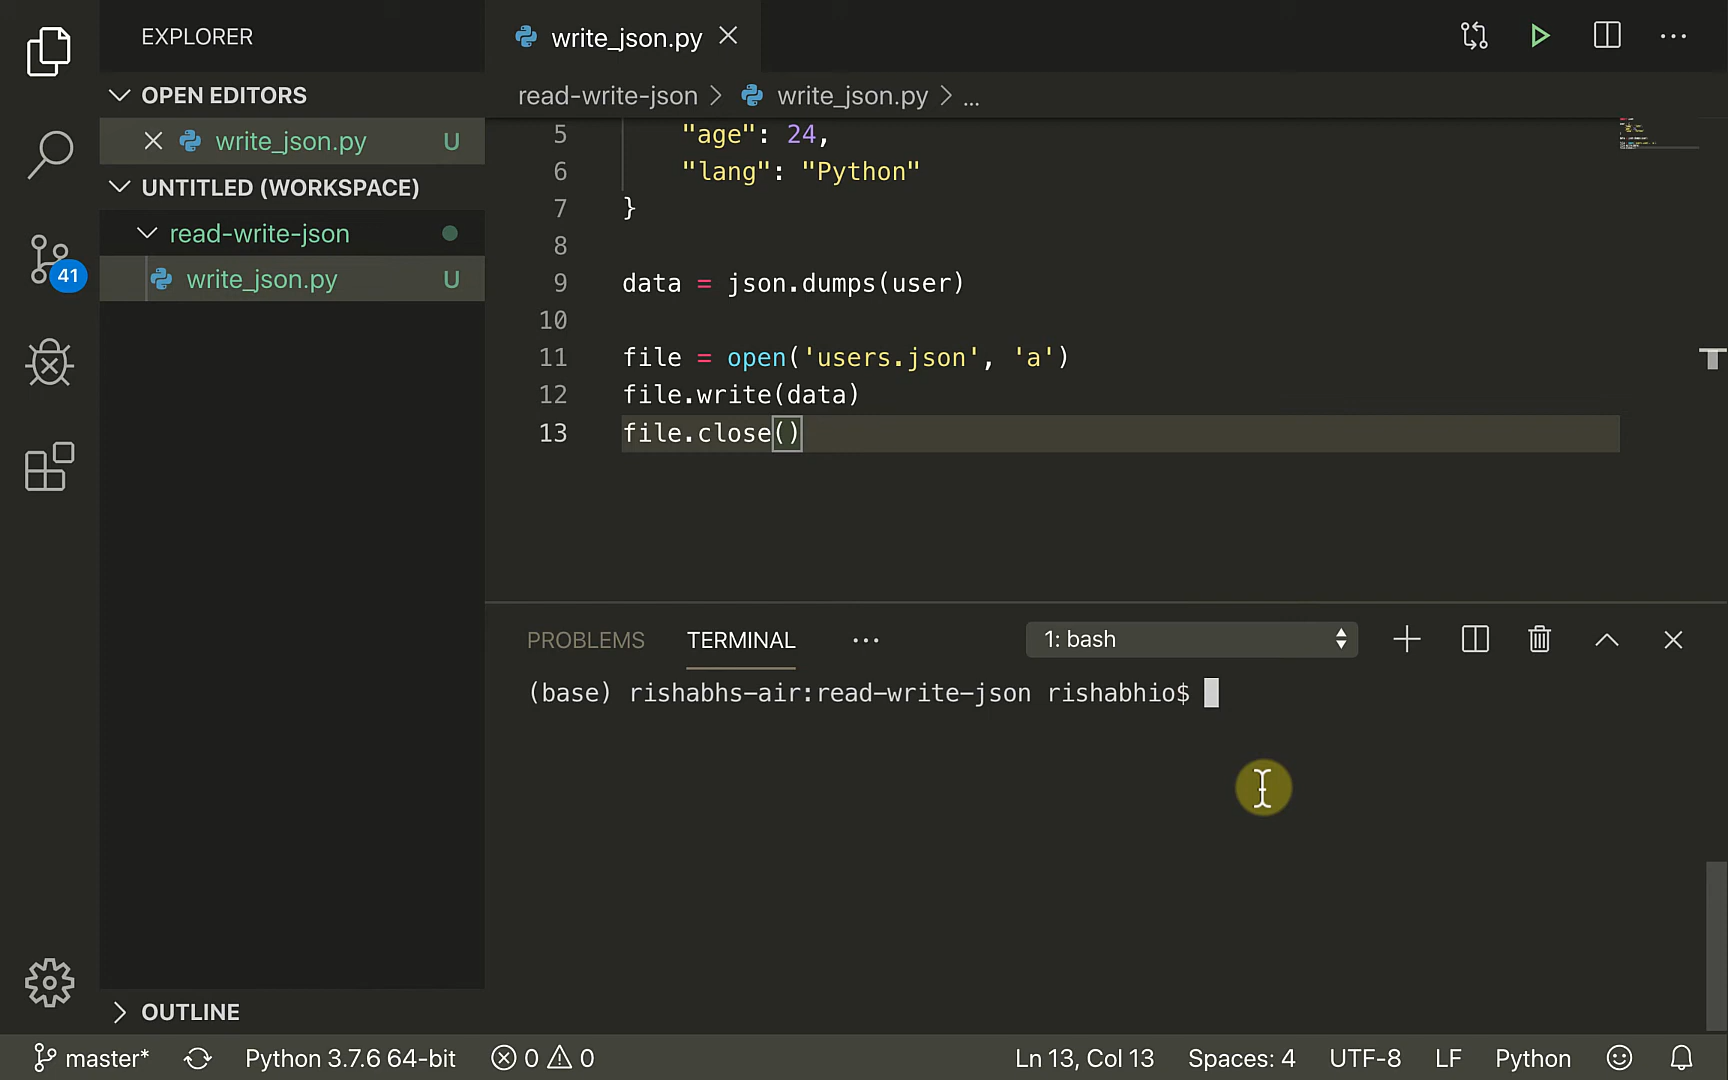 EXPLORER
OPEN EDITORS
write_json.py U
UNTITLED (WORKSPACE)
read-write-json
write_json.py U
41
OUTLINE
write_json.py
read-write-json > write_json.py > ...
5 "age": 24,
6 "lang": "Python"
7 }
8
9 data = json.dumps(user)
10
11 file = open('users.json', 'a')
12 file.write(data)
13 file.close()
PROBLEMS TERMINAL ... 1: bash
(base) rishabhs-air:read-write-json rishabhio$
master* Python 3.7.6 64-bit 0 0 Ln 13, Col 13 Spaces: 4 UTF-8 LF Python